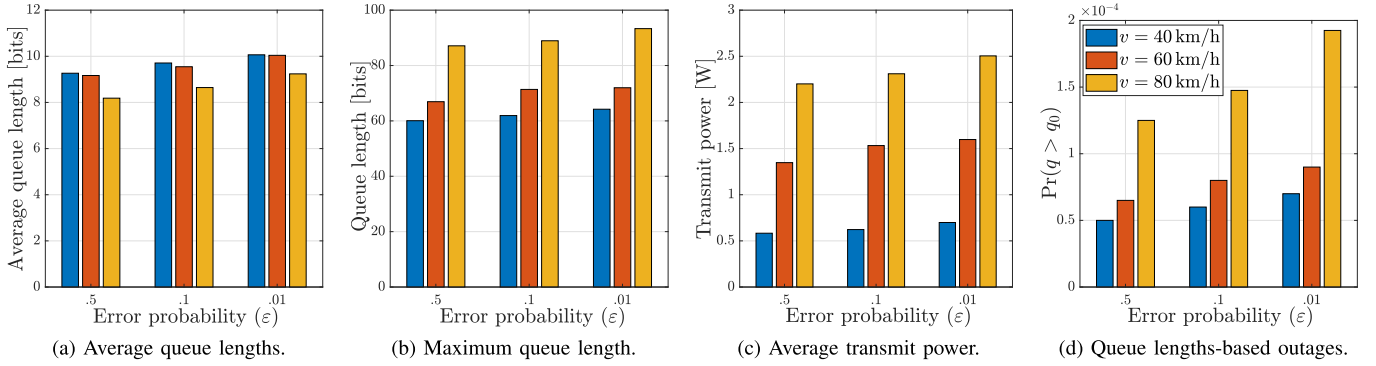 Average queue length [bits]
12
10
8
6
4
2
0
.5 .1 .01
Error probability (ε)
(a) Average queue lengths.
Queue length [bits]
100
80
60
40
20
0
.5 .1 .01
Error probability (ε)
(b) Maximum queue length.
Transmit power [W]
3
2.5
2
1.5
1
0.5
0
.5 .1 .01
Error probability (ε)
(c) Average transmit power.
Pr(q > q₀)
×10⁻⁴
2
1.5
1
0.5
0
v = 40 km/h
v = 60 km/h
v = 80 km/h
.5 .1 .01
Error probability (ε)
(d) Queue lengths-based outages.